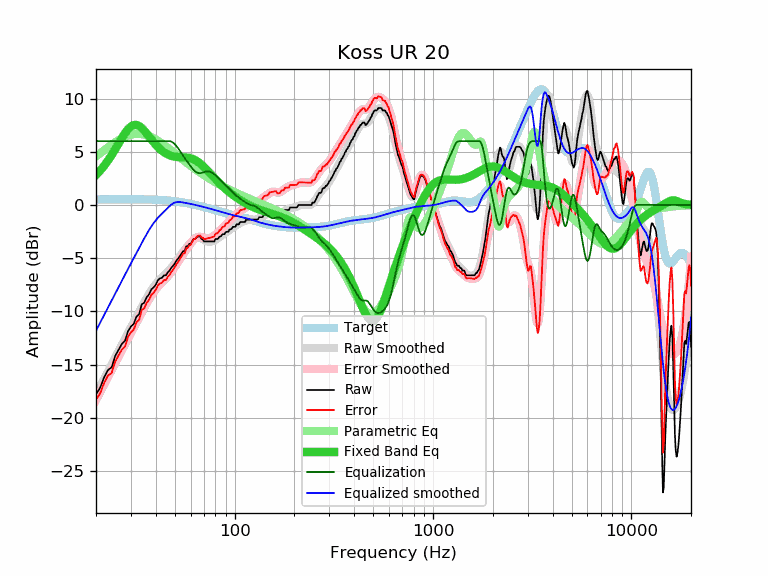 Koss UR 20
Amplitude (dBr)
10
5
0
−5
−10
−15
−20
−25
Target
Raw Smoothed
Error Smoothed
Raw
Error
Parametric Eq
Fixed Band Eq
Equalization
Equalized smoothed
100
1000
10000
Frequency (Hz)